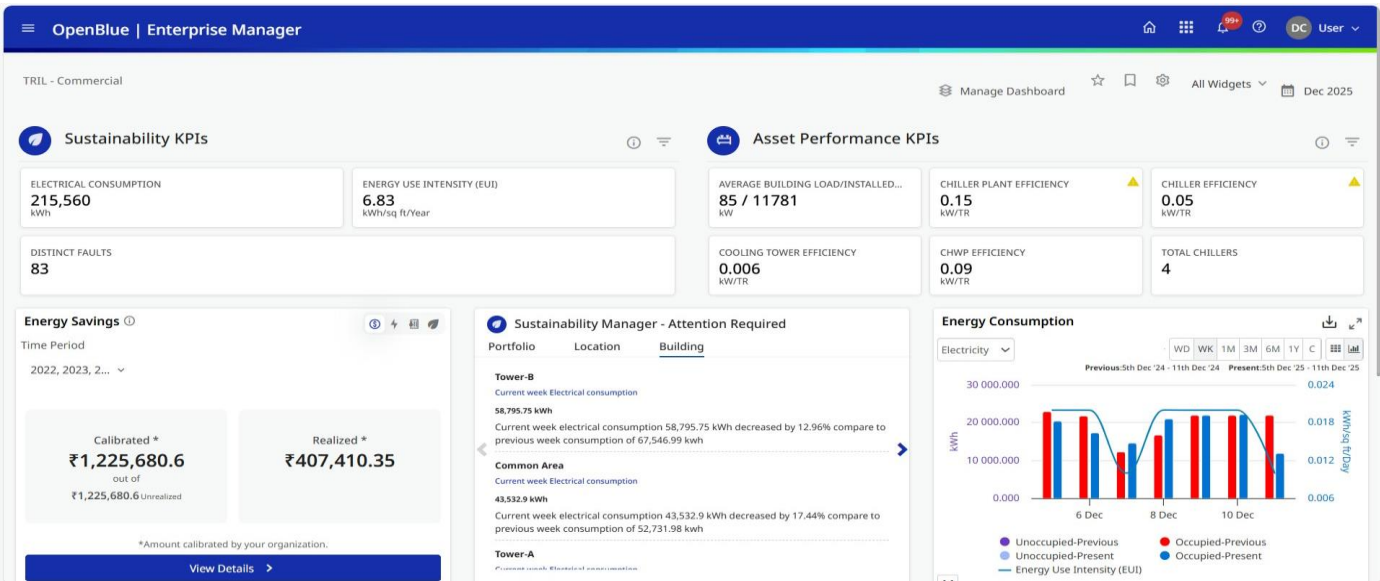 OpenBlue | Enterprise Manager
99+
DC User
TRIL - Commercial
Manage Dashboard
All Widgets
Dec 2025
Sustainability KPIs
Asset Performance KPIs
ELECTRICAL CONSUMPTION
215,560
kWh
ENERGY USE INTENSITY (EUI)
6.83
kWh/sq ft/Year
DISTINCT FAULTS
83
AVERAGE BUILDING LOAD/INSTALLED...
85 / 11781
kW
CHILLER PLANT EFFICIENCY
0.15
kW/TR
CHILLER EFFICIENCY
0.05
kW/TR
COOLING TOWER EFFICIENCY
0.006
kW/TR
CHWP EFFICIENCY
0.09
kW/TR
TOTAL CHILLERS
4
Energy Savings
Time Period
2022, 2023, 2...
Calibrated *
₹1,225,680.6
out of
₹1,225,680.6 Unrealized
Realized *
₹407,410.35
*Amount calibrated by your organization.
View Details
Sustainability Manager - Attention Required
Portfolio Location Building
Tower-B
Current week Electrical consumption
58,795.75 kWh
Current week electrical consumption 58,795.75 kWh decreased by 12.96% compare to
previous week consumption of 67,546.99 kwh
Common Area
Current week Electrical consumption
43,532.9 kWh
Current week electrical consumption 43,532.9 kWh decreased by 17.44% compare to
previous week consumption of 52,731.98 kwh
Tower-A
Current week Electrical consumption
Energy Consumption
Electricity
WD WK 1M 3M 6M 1Y C
Previous:5th Dec '24 - 11th Dec '24 Present:5th Dec '25 - 11th Dec '25
30 000.000
20 000.000
10 000.000
0.000
kWh
0.024
0.018
0.012
0.006
kWh/sq ft/Day
6 Dec 8 Dec 10 Dec
Unoccupied-Previous
Occupied-Previous
Unoccupied-Present
Occupied-Present
Energy Use Intensity (EUI)